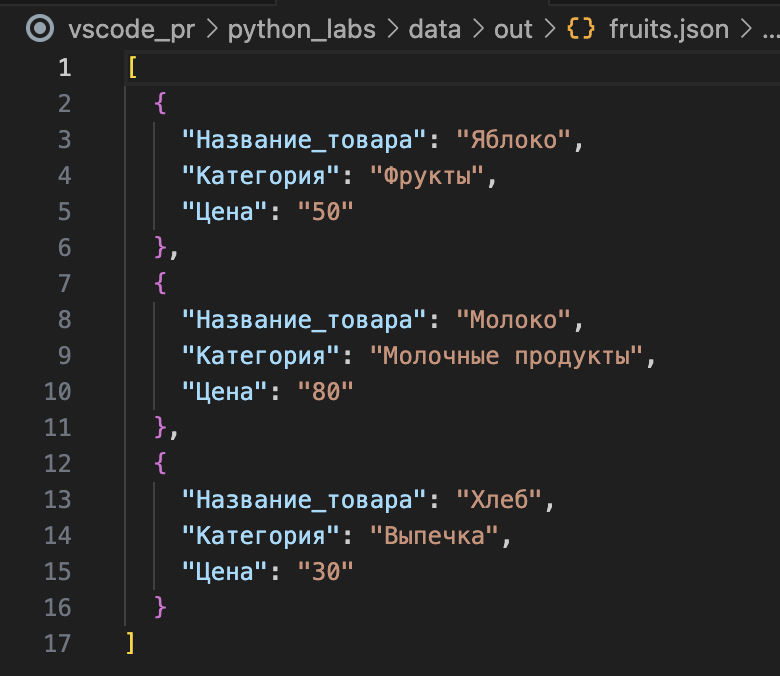 vscode_pr > python_labs > data > out > {} fruits.json > ...
1 [
2 {
3 "Название_товара": "Яблоко",
4 "Категория": "Фрукты",
5 "Цена": "50"
6 },
7 {
8 "Название_товара": "Молоко",
9 "Категория": "Молочные продукты",
10 "Цена": "80"
11 },
12 {
13 "Название_товара": "Хлеб",
14 "Категория": "Выпечка",
15 "Цена": "30"
16 }
17 ]